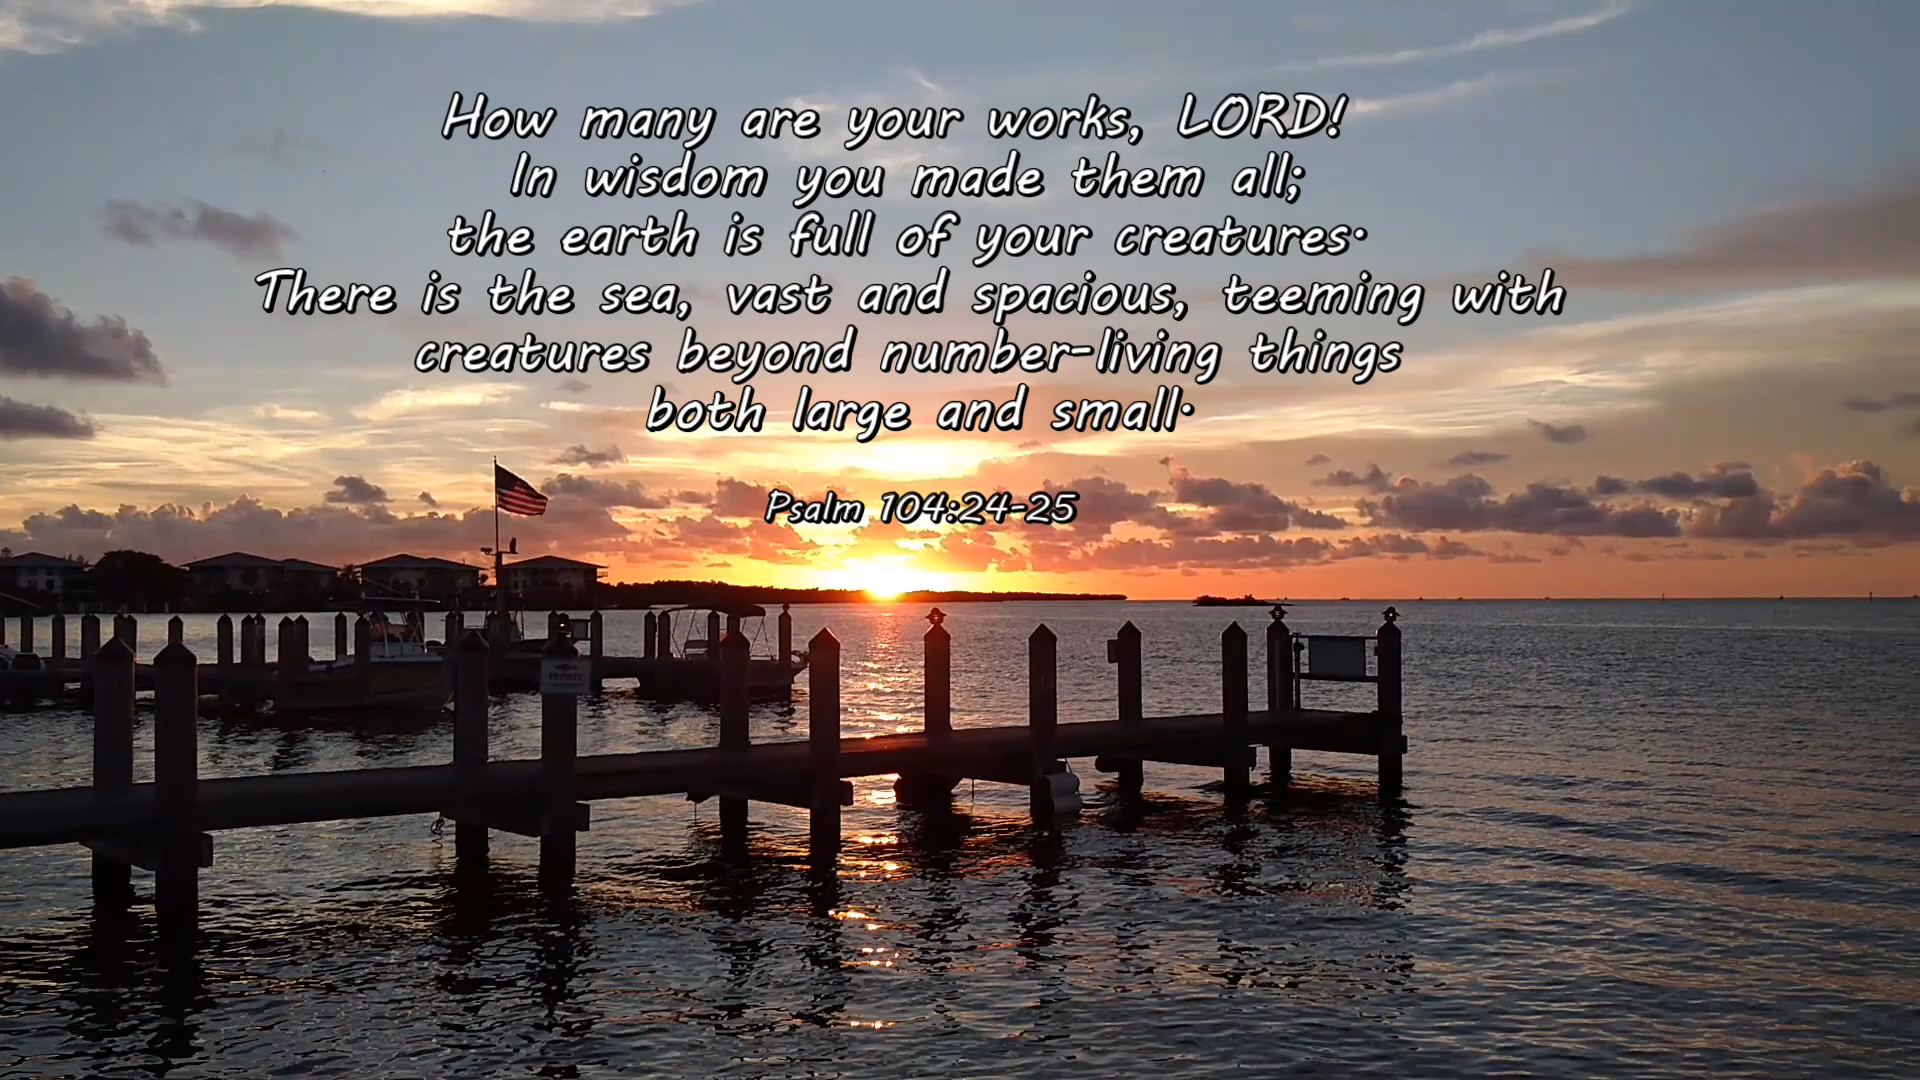 How many are your works, LORD!
In wisdom you made them all;
the earth is full of your creatures.
There is the sea, vast and spacious, teeming with
creatures beyond number-living things
both large and small.
Psalm 104:24-25
PRIVATE